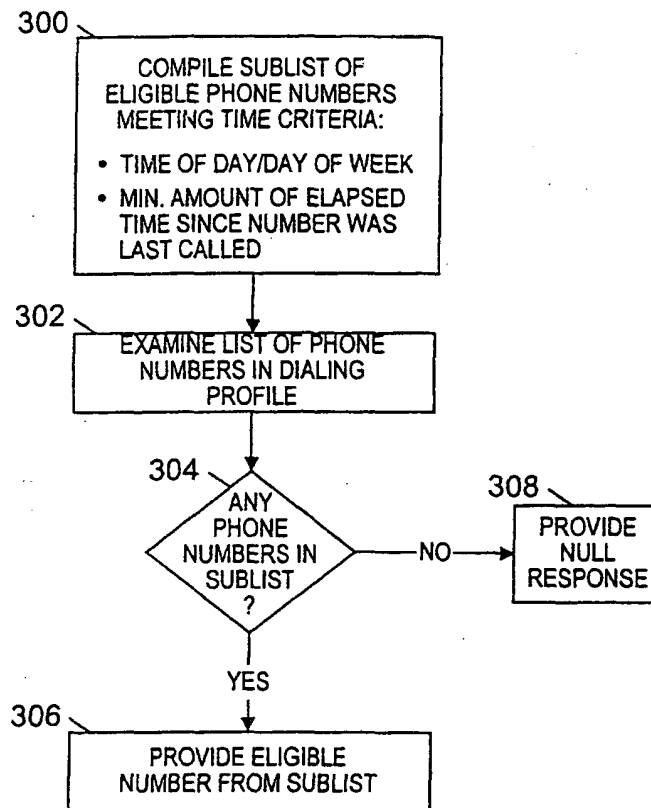 300
COMPILE SUBLIST OF
ELIGIBLE PHONE NUMBERS
MEETING TIME CRITERIA:
• TIME OF DAY/DAY OF WEEK
• MIN. AMOUNT OF ELAPSED
TIME SINCE NUMBER WAS
LAST CALLED
302
EXAMINE LIST OF PHONE
NUMBERS IN DIALING
PROFILE
304
ANY
PHONE
NUMBERS IN
SUBLIST
?
NO
308
PROVIDE
NULL
RESPONSE
YES
306
PROVIDE ELIGIBLE
NUMBER FROM SUBLIST